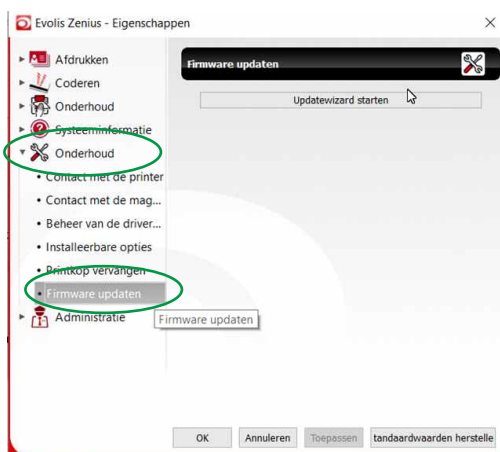 Evolis Zenius - Eigenschappen
Afdrukken
Coderen
Onderhoud
Systeeminformatie
Onderhoud
Contact met de printer
Contact met de mag...
Beheer van de driver...
Installeerbare opties
Printkop vervangen
Firmware updaten
Administratie
Firmware updaten
Firmware updaten
Updatewizard starten
OK
Annuleren
Toepassen
tandaardwaarden herstelle